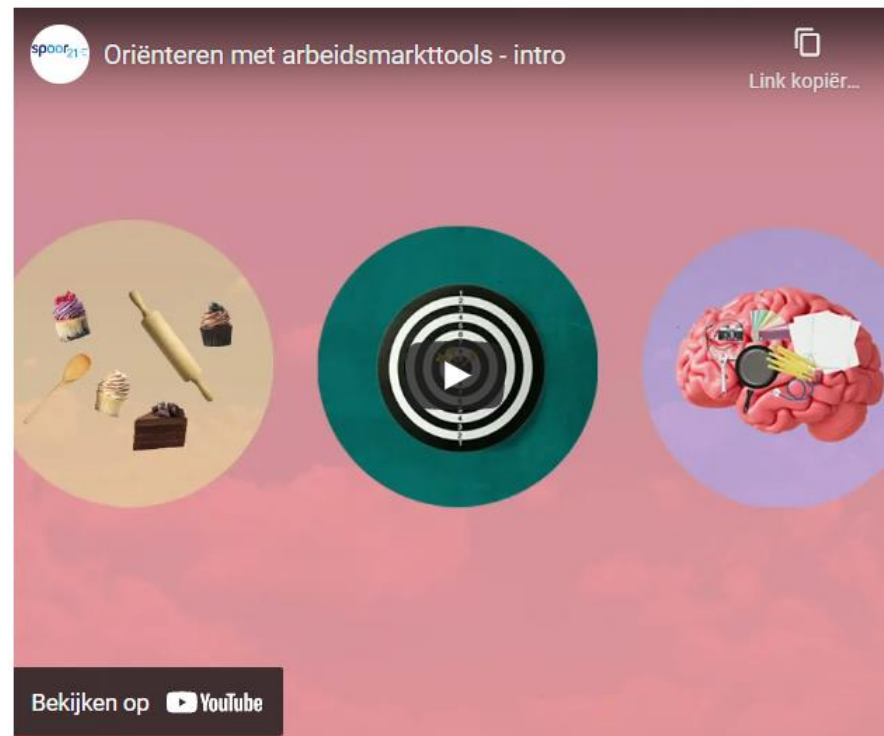 spoor21
Oriënteren met arbeidsmarkttools - intro
Link kopiër...
Bekijken op YouTube